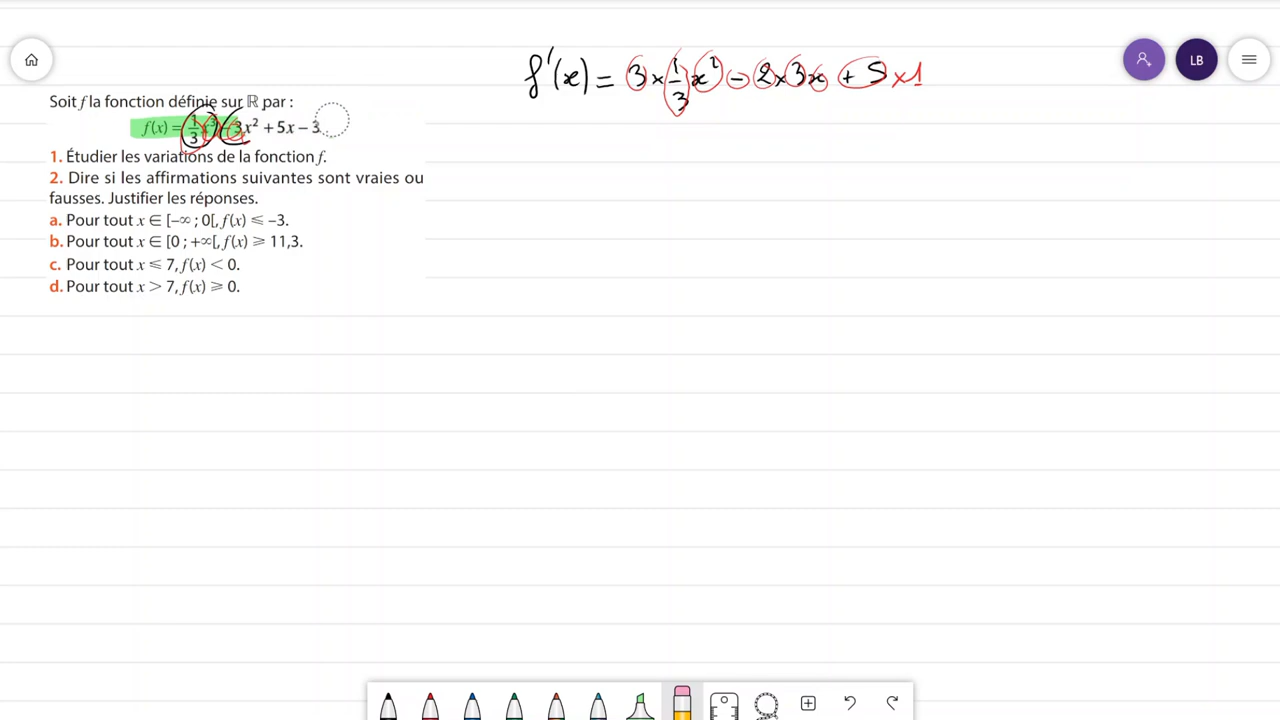 f'(x) = 3 × 1/3 x² - 2 × 3x + 5 × 1
LB
Soit f la fonction définie sur ℝ par :
f(x) = 1/3 x³ - 3x² + 5x - 3
1. Étudier les variations de la fonction f.
2. Dire si les affirmations suivantes sont vraies ou
fausses. Justifier les réponses.
a. Pour tout x ∈ [-∞ ; 0[, f(x) ⩽ -3.
b. Pour tout x ∈ [0 ; +∞[, f(x) ⩾ 11,3.
c. Pour tout x ⩽ 7, f(x) < 0.
d. Pour tout x > 7, f(x) ⩾ 0.